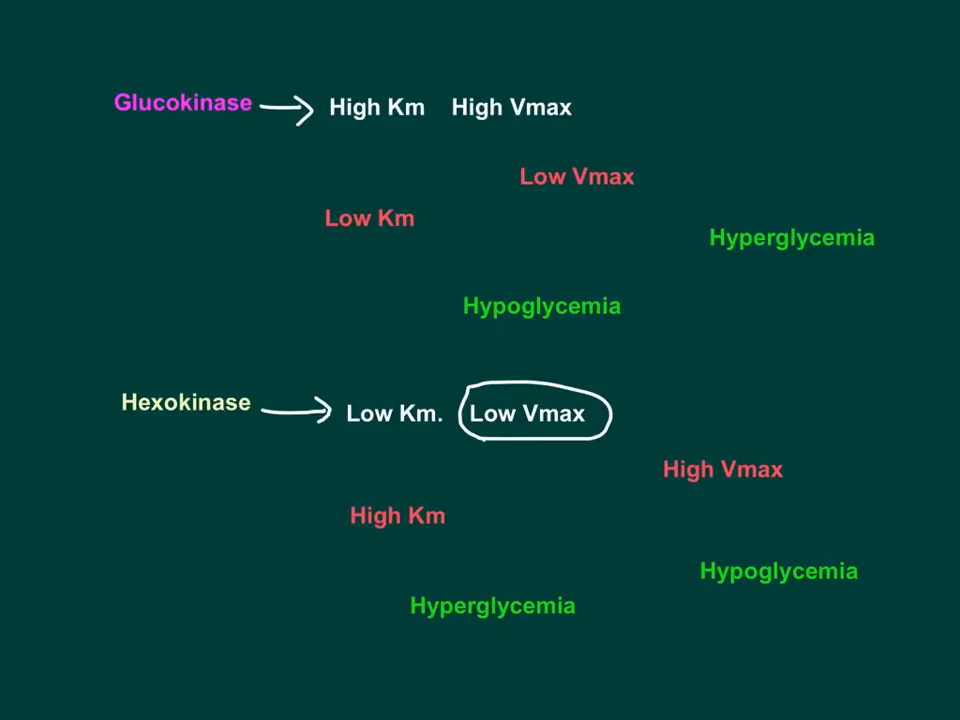 Glucokinase High Km High Vmax
Low Vmax
Low Km
Hyperglycemia
Hypoglycemia
Hexokinase Low Km. Low Vmax
High Vmax
High Km
Hypoglycemia
Hyperglycemia